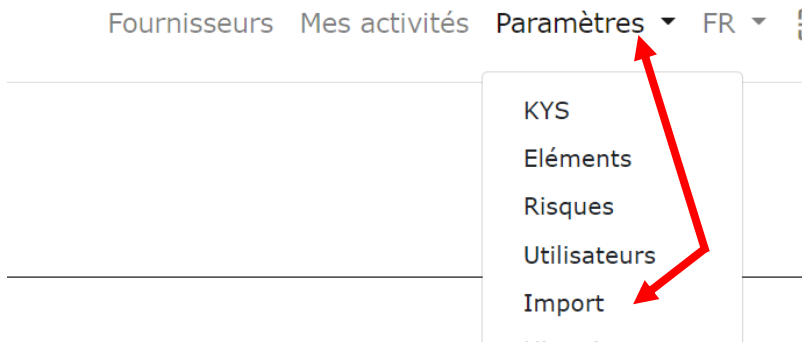 Fournisseurs Mes activités Paramètres FR
KYS
Eléments
Risques
Utilisateurs
Import